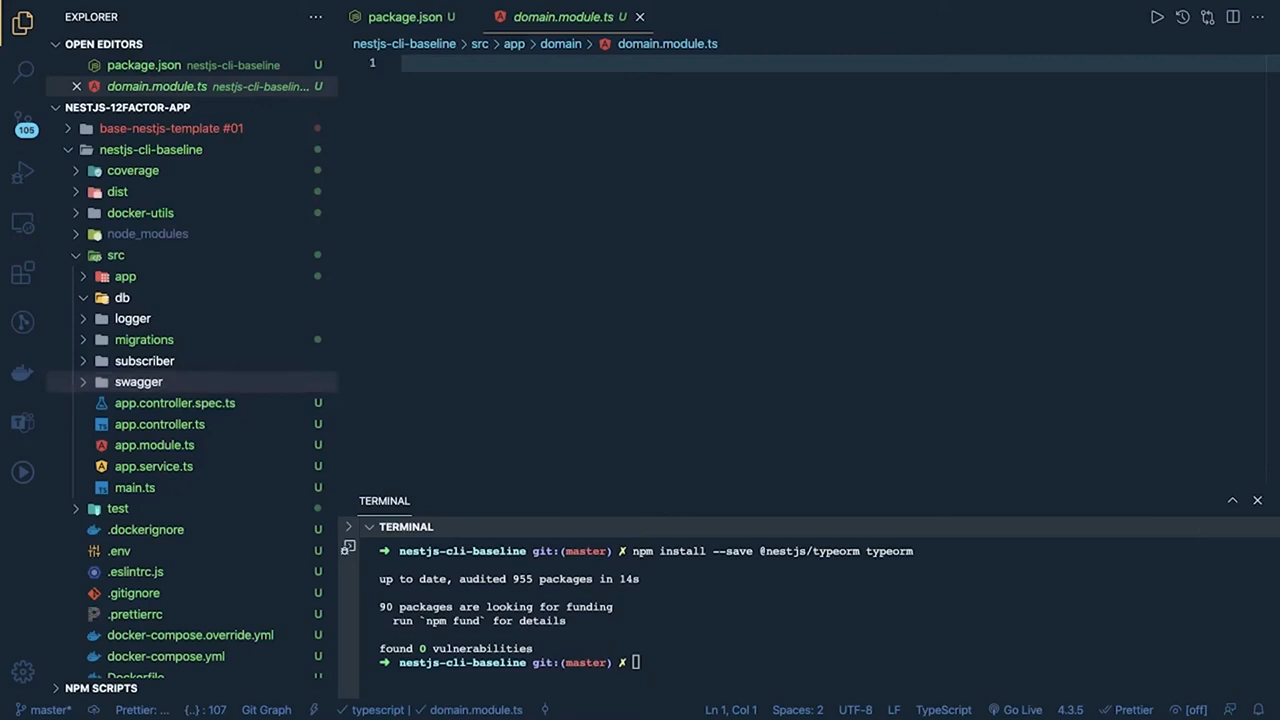 EXPLORER
package.json U
domain.module.ts U
OPEN EDITORS
nestjs-cli-baseline
src
app
domain
domain.module.ts
package.json nestjs-cli-baseline U
1
domain.module.ts nestjs-cli-baselin... U
NESTJS-12FACTOR-APP
base-nestjs-template #01
105
nestjs-cli-baseline
coverage
dist
docker-utils
node_modules
src
app
db
logger
migrations
subscriber
swagger
app.controller.spec.ts U
app.controller.ts U
app.module.ts U
app.service.ts U
main.ts U
test
.dockerignore U
.env U
.eslintrc.js U
.gitignore U
.prettierrc U
docker-compose.override.yml U
docker-compose.yml U
Dockerfile
NPM SCRIPTS
TERMINAL
TERMINAL
➜ nestjs-cli-baseline git:(master) ✗ npm install --save @nestjs/typeorm typeorm
up to date, audited 955 packages in 14s
90 packages are looking for funding
run `npm fund` for details
found 0 vulnerabilities
➜ nestjs-cli-baseline git:(master) ✗
master* Prettier: ... {..} : 107 Git Graph typescript | domain.module.ts Ln 1, Col 1 Spaces: 2 UTF-8 LF TypeScript Go Live 4.3.5 Prettier [off]